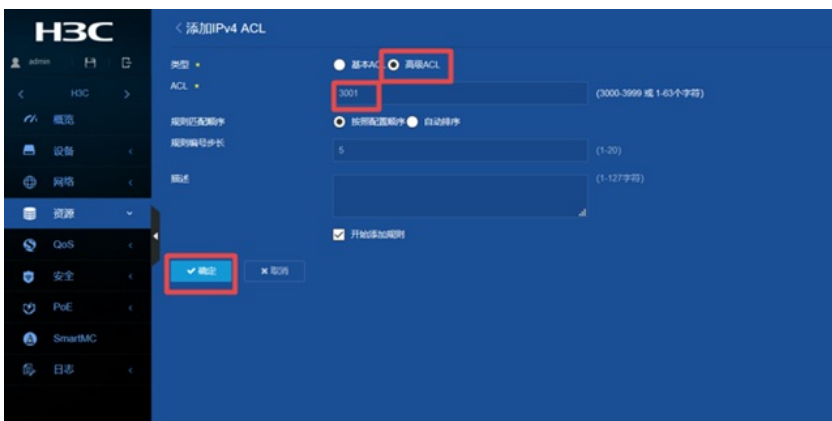 H3C
admin
H3C
概览
设备
网络
资源
QoS
安全
PoE
SmartMC
日志
添加IPv4 ACL
类型
基本ACL 高级ACL
ACL
3001 (3000-3999 或 1-63个字符)
规则匹配顺序
按照配置顺序 自动排序
规则编号步长
5 (1-20)
描述 (1-127字符)
开始添加规则
确定 取消